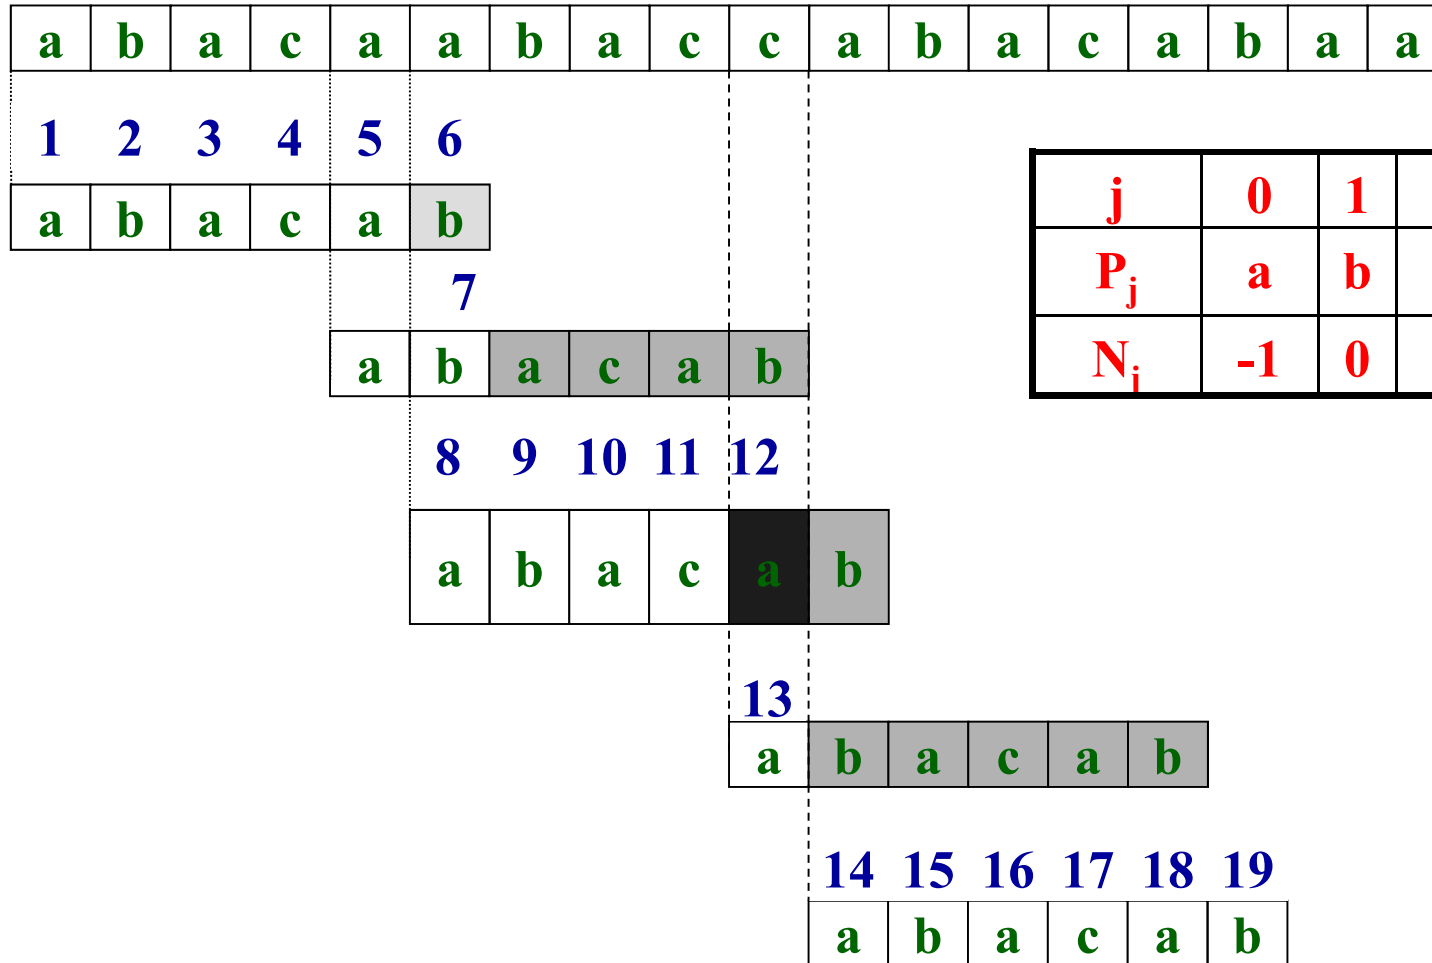 a b a c a a b a c c a b a c a b a a
1 2 3 4 5 6
j 0 1
a b a c a b
Pj a b
7
a b a c a b
Nj -1 0
8 9 10 11 12
a b a c a b
13
a b a c a b
14 15 16 17 18 19
a b a c a b